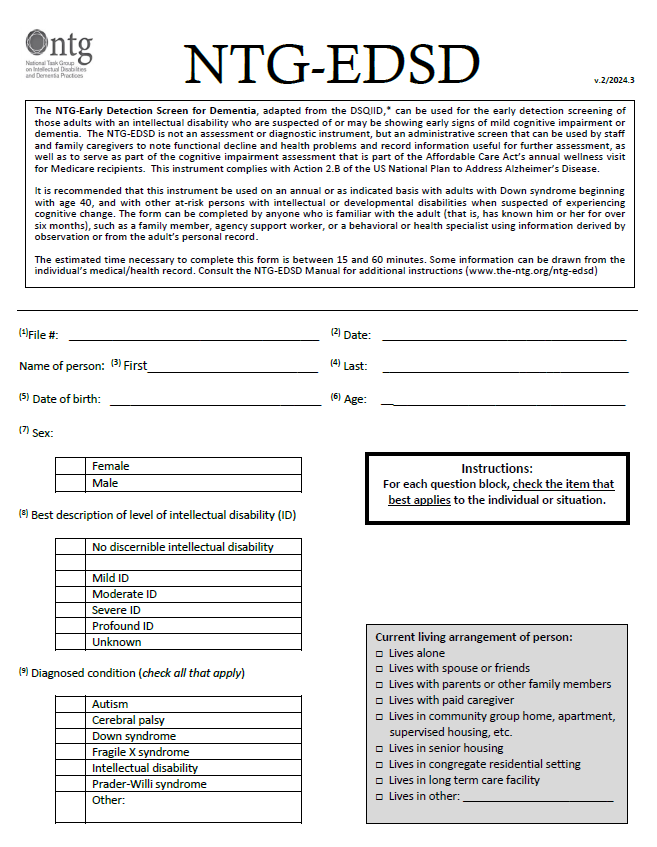 ntg
National Task Group
on Intellectual Disabilities
and Dementia Practices
NTG-EDSD
v.2/2024.3
The NTG-Early Detection Screen for Dementia, adapted from the DSQIID,* can be used for the early detection screening of
those adults with an intellectual disability who are suspected of or may be showing early signs of mild cognitive impairment or
dementia. The NTG-EDSD is not an assessment or diagnostic instrument, but an administrative screen that can be used by staff
and family caregivers to note functional decline and health problems and record information useful for further assessment, as
well as to serve as part of the cognitive impairment assessment that is part of the Affordable Care Act's annual wellness visit
for Medicare recipients. This instrument complies with Action 2.B of the US National Plan to Address Alzheimer's Disease.
It is recommended that this instrument be used on an annual or as indicated basis with adults with Down syndrome beginning
with age 40, and with other at-risk persons with intellectual or developmental disabilities when suspected of experiencing
cognitive change. The form can be completed by anyone who is familiar with the adult (that is, has known him or her for over
six months), such as a family member, agency support worker, or a behavioral or health specialist using information derived by
observation or from the adult's personal record.
The estimated time necessary to complete this form is between 15 and 60 minutes. Some information can be drawn from the
individual's medical/health record. Consult the NTG-EDSD Manual for additional instructions (www.the-ntg.org/ntg-edsd)
(1)File #: ____________________ (2) Date: ____________________
Name of person: (3) First____________________ (4) Last: ____________________
(5) Date of birth: ____________________ (6) Age: ____________________
(7) Sex:
Female
Male
Instructions:
For each question block, check the item that
best applies to the individual or situation.
(8) Best description of level of intellectual disability (ID)
No discernible intellectual disability
Mild ID
Moderate ID
Severe ID
Profound ID
Unknown
(9) Diagnosed condition (check all that apply)
Autism
Cerebral palsy
Down syndrome
Fragile X syndrome
Intellectual disability
Prader-Willi syndrome
Other:
Current living arrangement of person:
□ Lives alone
□ Lives with spouse or friends
□ Lives with parents or other family members
□ Lives with paid caregiver
□ Lives in community group home, apartment,
supervised housing, etc.
□ Lives in senior housing
□ Lives in congregate residential setting
□ Lives in long term care facility
□ Lives in other: ____________________